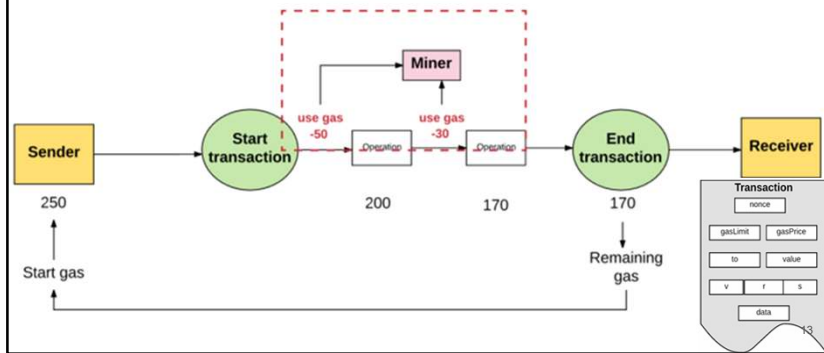 Miner
use gas
-50
use gas
-30
Sender
Start
transaction
Operation
Operation
End
transaction
Receiver
250
200
170
170
Start gas
Remaining
gas
Transaction
nonce
gasLimit
gasPrice
to
value
v
r
s
data
13